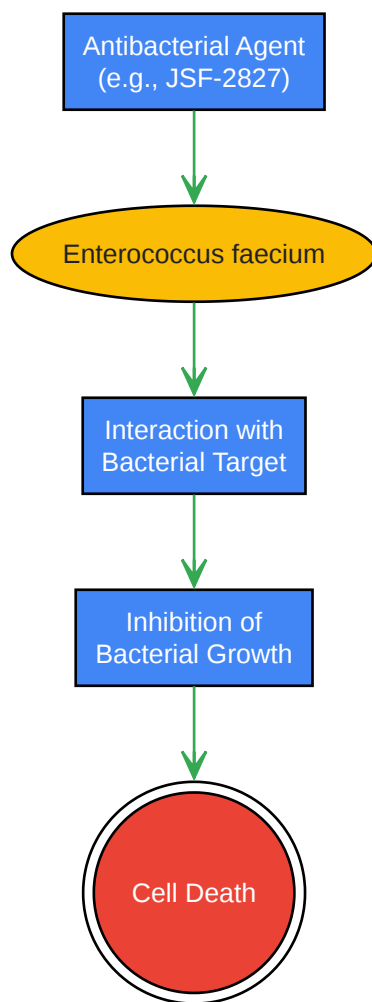 Antibacterial Agent
(e.g., JSF-2827)
Enterococcus faecium
Interaction with
Bacterial Target
Inhibition of
Bacterial Growth
Cell Death